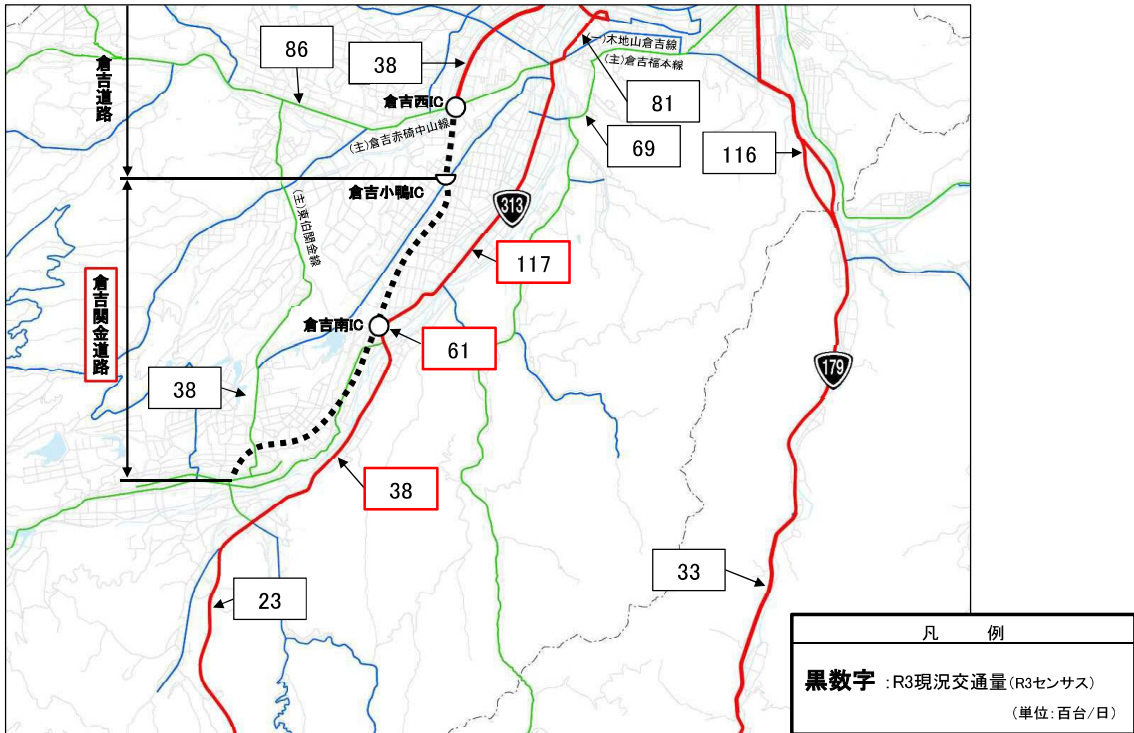 (一)木地山倉吉線
(主)倉吉福本線
86
38
倉吉道路
倉吉西IC
81
(主)倉吉赤碕中山線
69
116
倉吉小鴨IC
(主)東伯関金線
313
117
倉吉関金道路
倉吉南IC
61
179
38
38
33
23
凡 例
黒数字 :R3現況交通量(R3センサス)
(単位:百台/日)